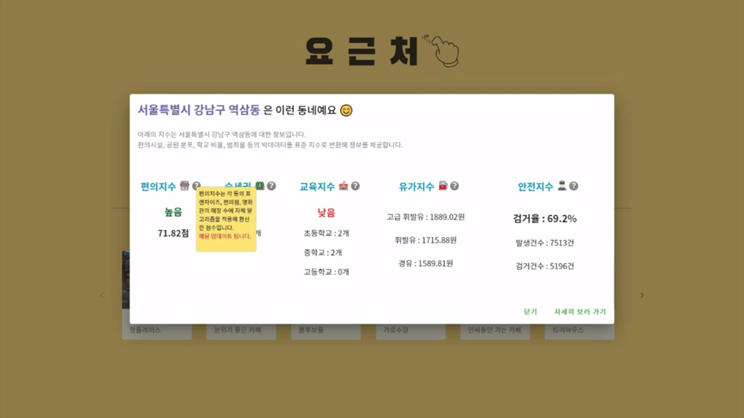 요 근 처
서울특별시 강남구 역삼동 은 이런 동네예요
아래의 지수는 서울특별시 강남구 역삼동에 대한 정보입니다.
편의시설, 공원 분포, 학교 비율, 범죄율 등의 빅데이터를 표준 지수로 변환해 정보를 제공합니다.
편의지수 ? 숲세권 ? 교육지수 ? 유가지수 ? 안전지수 ?
높음
71.82점
편의지수는 각 동의 프
랜차이즈, 편의점, 영화
관의 매장 수에 자체 알
고리즘을 적용해 환산
한 점수입니다.
매달 업데이트 됩니다.
개
낮음
초등학교 : 2개
중학교 : 2개
고등학교 : 0개
고급 휘발유 : 1889.02원
휘발유 : 1715.88원
경유 : 1589.81원
검거율 : 69.2%
발생건수 : 7513건
검거건수 : 5196건
닫기 자세히 보러 가기
핫플레이스 분위기 좋은 카페 봉루보틀 가로수길 인싸들만 가는 카페 드라마우스